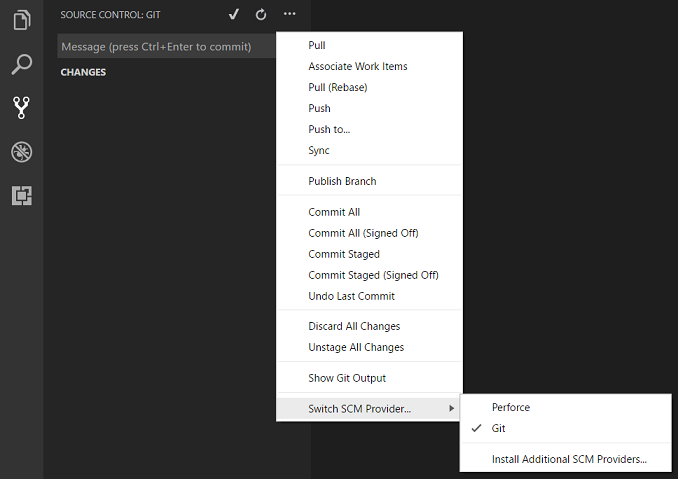 SOURCE CONTROL: GIT
Message (press Ctrl+Enter to commit)
CHANGES
Pull
Associate Work Items
Pull (Rebase)
Push
Push to...
Sync
Publish Branch
Commit All
Commit All (Signed Off)
Commit Staged
Commit Staged (Signed Off)
Undo Last Commit
Discard All Changes
Unstage All Changes
Show Git Output
Switch SCM Provider...
Perforce
Git
Install Additional SCM Providers...